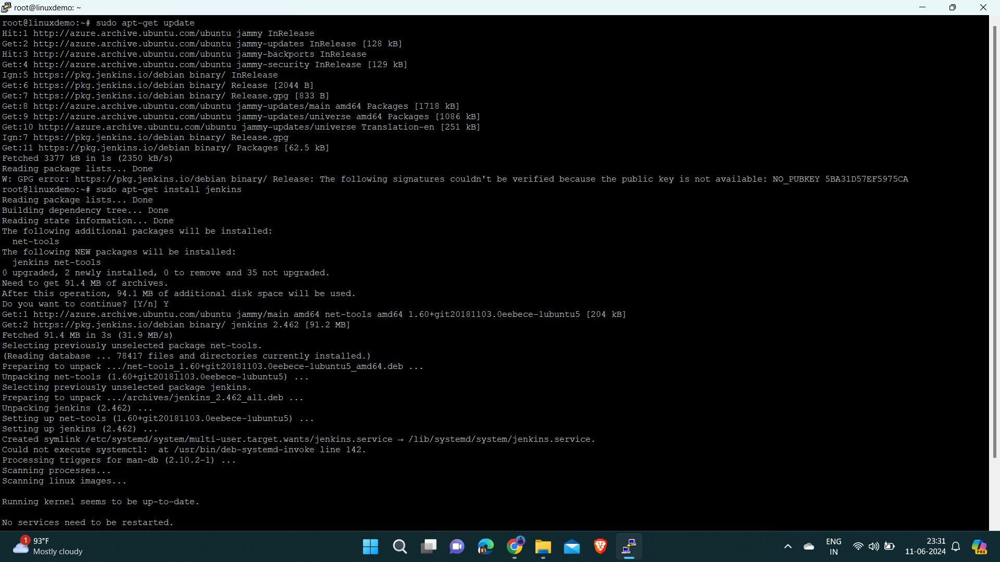 root@linuxdemo: ~
root@linuxdemo:~# sudo apt-get update
Hit:1 http://azure.archive.ubuntu.com/ubuntu jammy InRelease
Get:2 http://azure.archive.ubuntu.com/ubuntu jammy-updates InRelease [128 kB]
Hit:3 http://azure.archive.ubuntu.com/ubuntu jammy-backports InRelease
Get:4 http://azure.archive.ubuntu.com/ubuntu jammy-security InRelease [129 kB]
Ign:5 https://pkg.jenkins.io/debian binary/ InRelease
Get:6 https://pkg.jenkins.io/debian binary/ Release [2044 B]
Get:7 https://pkg.jenkins.io/debian binary/ Release.gpg [833 B]
Get:8 http://azure.archive.ubuntu.com/ubuntu jammy-updates/main amd64 Packages [1718 kB]
Get:9 http://azure.archive.ubuntu.com/ubuntu jammy-updates/universe amd64 Packages [1086 kB]
Get:10 http://azure.archive.ubuntu.com/ubuntu jammy-updates/universe Translation-en [251 kB]
Ign:7 https://pkg.jenkins.io/debian binary/ Release.gpg
Get:11 https://pkg.jenkins.io/debian binary/ Packages [62.5 kB]
Fetched 3377 kB in 1s (2350 kB/s)
Reading package lists... Done
W: GPG error: https://pkg.jenkins.io/debian binary/ Release: The following signatures couldn't be verified because the public key is not available: NO_PUBKEY 5BA31D57EF5975CA
root@linuxdemo:~# sudo apt-get install jenkins
Reading package lists... Done
Building dependency tree... Done
Reading state information... Done
The following additional packages will be installed:
  net-tools
The following NEW packages will be installed:
  jenkins net-tools
0 upgraded, 2 newly installed, 0 to remove and 35 not upgraded.
Need to get 91.4 MB of archives.
After this operation, 94.1 MB of additional disk space will be used.
Do you want to continue? [Y/n] Y
Get:1 http://azure.archive.ubuntu.com/ubuntu jammy/main amd64 net-tools amd64 1.60+git20181103.0eebece-1ubuntu5 [204 kB]
Get:2 https://pkg.jenkins.io/debian binary/ jenkins 2.462 [91.2 MB]
Fetched 91.4 MB in 3s (31.9 MB/s)
Selecting previously unselected package net-tools.
(Reading database ... 78417 files and directories currently installed.)
Preparing to unpack .../net-tools_1.60+git20181103.0eebece-1ubuntu5_amd64.deb ...
Unpacking net-tools (1.60+git20181103.0eebece-1ubuntu5) ...
Selecting previously unselected package jenkins.
Preparing to unpack .../archives/jenkins_2.462_all.deb ...
Unpacking jenkins (2.462) ...
Setting up net-tools (1.60+git20181103.0eebece-1ubuntu5) ...
Setting up jenkins (2.462) ...
Created symlink /etc/systemd/system/multi-user.target.wants/jenkins.service → /lib/systemd/system/jenkins.service.
Could not execute systemctl:  at /usr/bin/deb-systemd-invoke line 142.
Processing triggers for man-db (2.10.2-1) ...
Scanning processes...
Scanning linux images...
Running kernel seems to be up-to-date.
No services need to be restarted.
1
93°F
Mostly cloudy
ENG
IN
23:31
11-06-2024
PRE